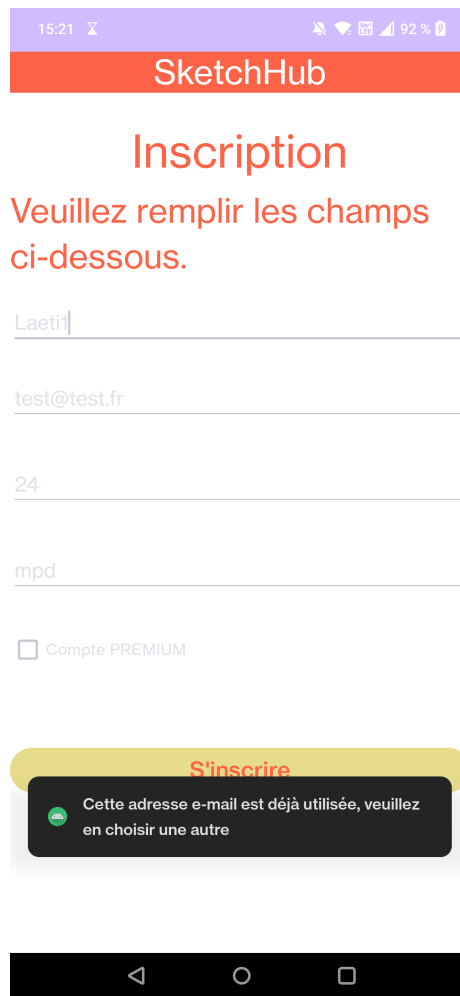 15:21
92 %
SketchHub
Inscription
Veuillez remplir les champs
ci-dessous.
Laeti1
test@test.fr
24
mpd
Compte PREMIUM
S'inscrire
Cette adresse e-mail est déjà utilisée, veuillez
en choisir une autre